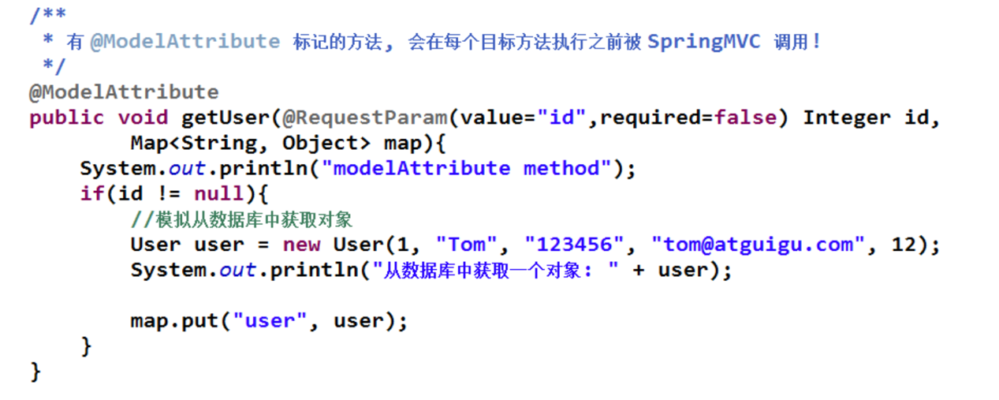 /**
 * 有 @ModelAttribute 标记的方法, 会在每个目标方法执行之前被 SpringMVC 调用!
 */
@ModelAttribute
public void getUser(@RequestParam(value="id",required=false) Integer id,
        Map<String, Object> map){
    System.out.println("modelAttribute method");
    if(id != null){
        //模拟从数据库中获取对象
        User user = new User(1, "Tom", "123456", "tom@atguigu.com", 12);
        System.out.println("从数据库中获取一个对象: " + user);

        map.put("user", user);
    }
}